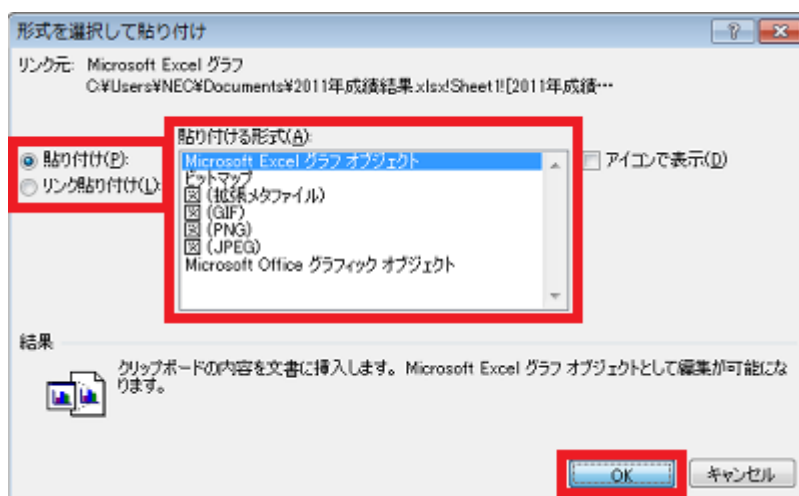 形式を選択して貼り付け
リンク元: Microsoft Excel グラフ
C:¥Users¥NEC¥Documents¥2011年成績結果.xlsx!Sheet1![2011年成績…
貼り付ける形式(A):
貼り付け(P):
リンク貼り付け(L):
Microsoft Excel グラフ オブジェクト
ビットマップ
図 (拡張メタファイル)
図 (GIF)
図 (PNG)
図 (JPEG)
Microsoft Office グラフィック オブジェクト
アイコンで表示(D)
結果
クリップボードの内容を文書に挿入します。Microsoft Excel グラフ オブジェクトとして編集が可能にな
ります。
OK
キャンセル